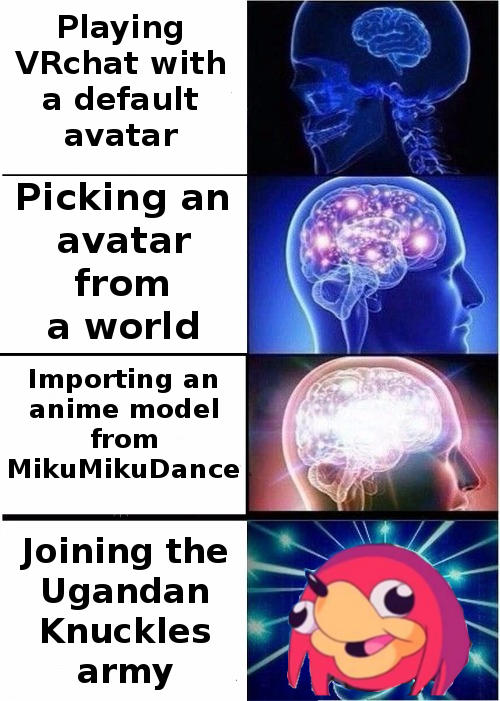 Playing
VRchat with
a default
avatar
Picking an
avatar
from
a world
Importing an
anime model
from
MikuMikuDance
Joining the
Ugandan
Knuckles
army